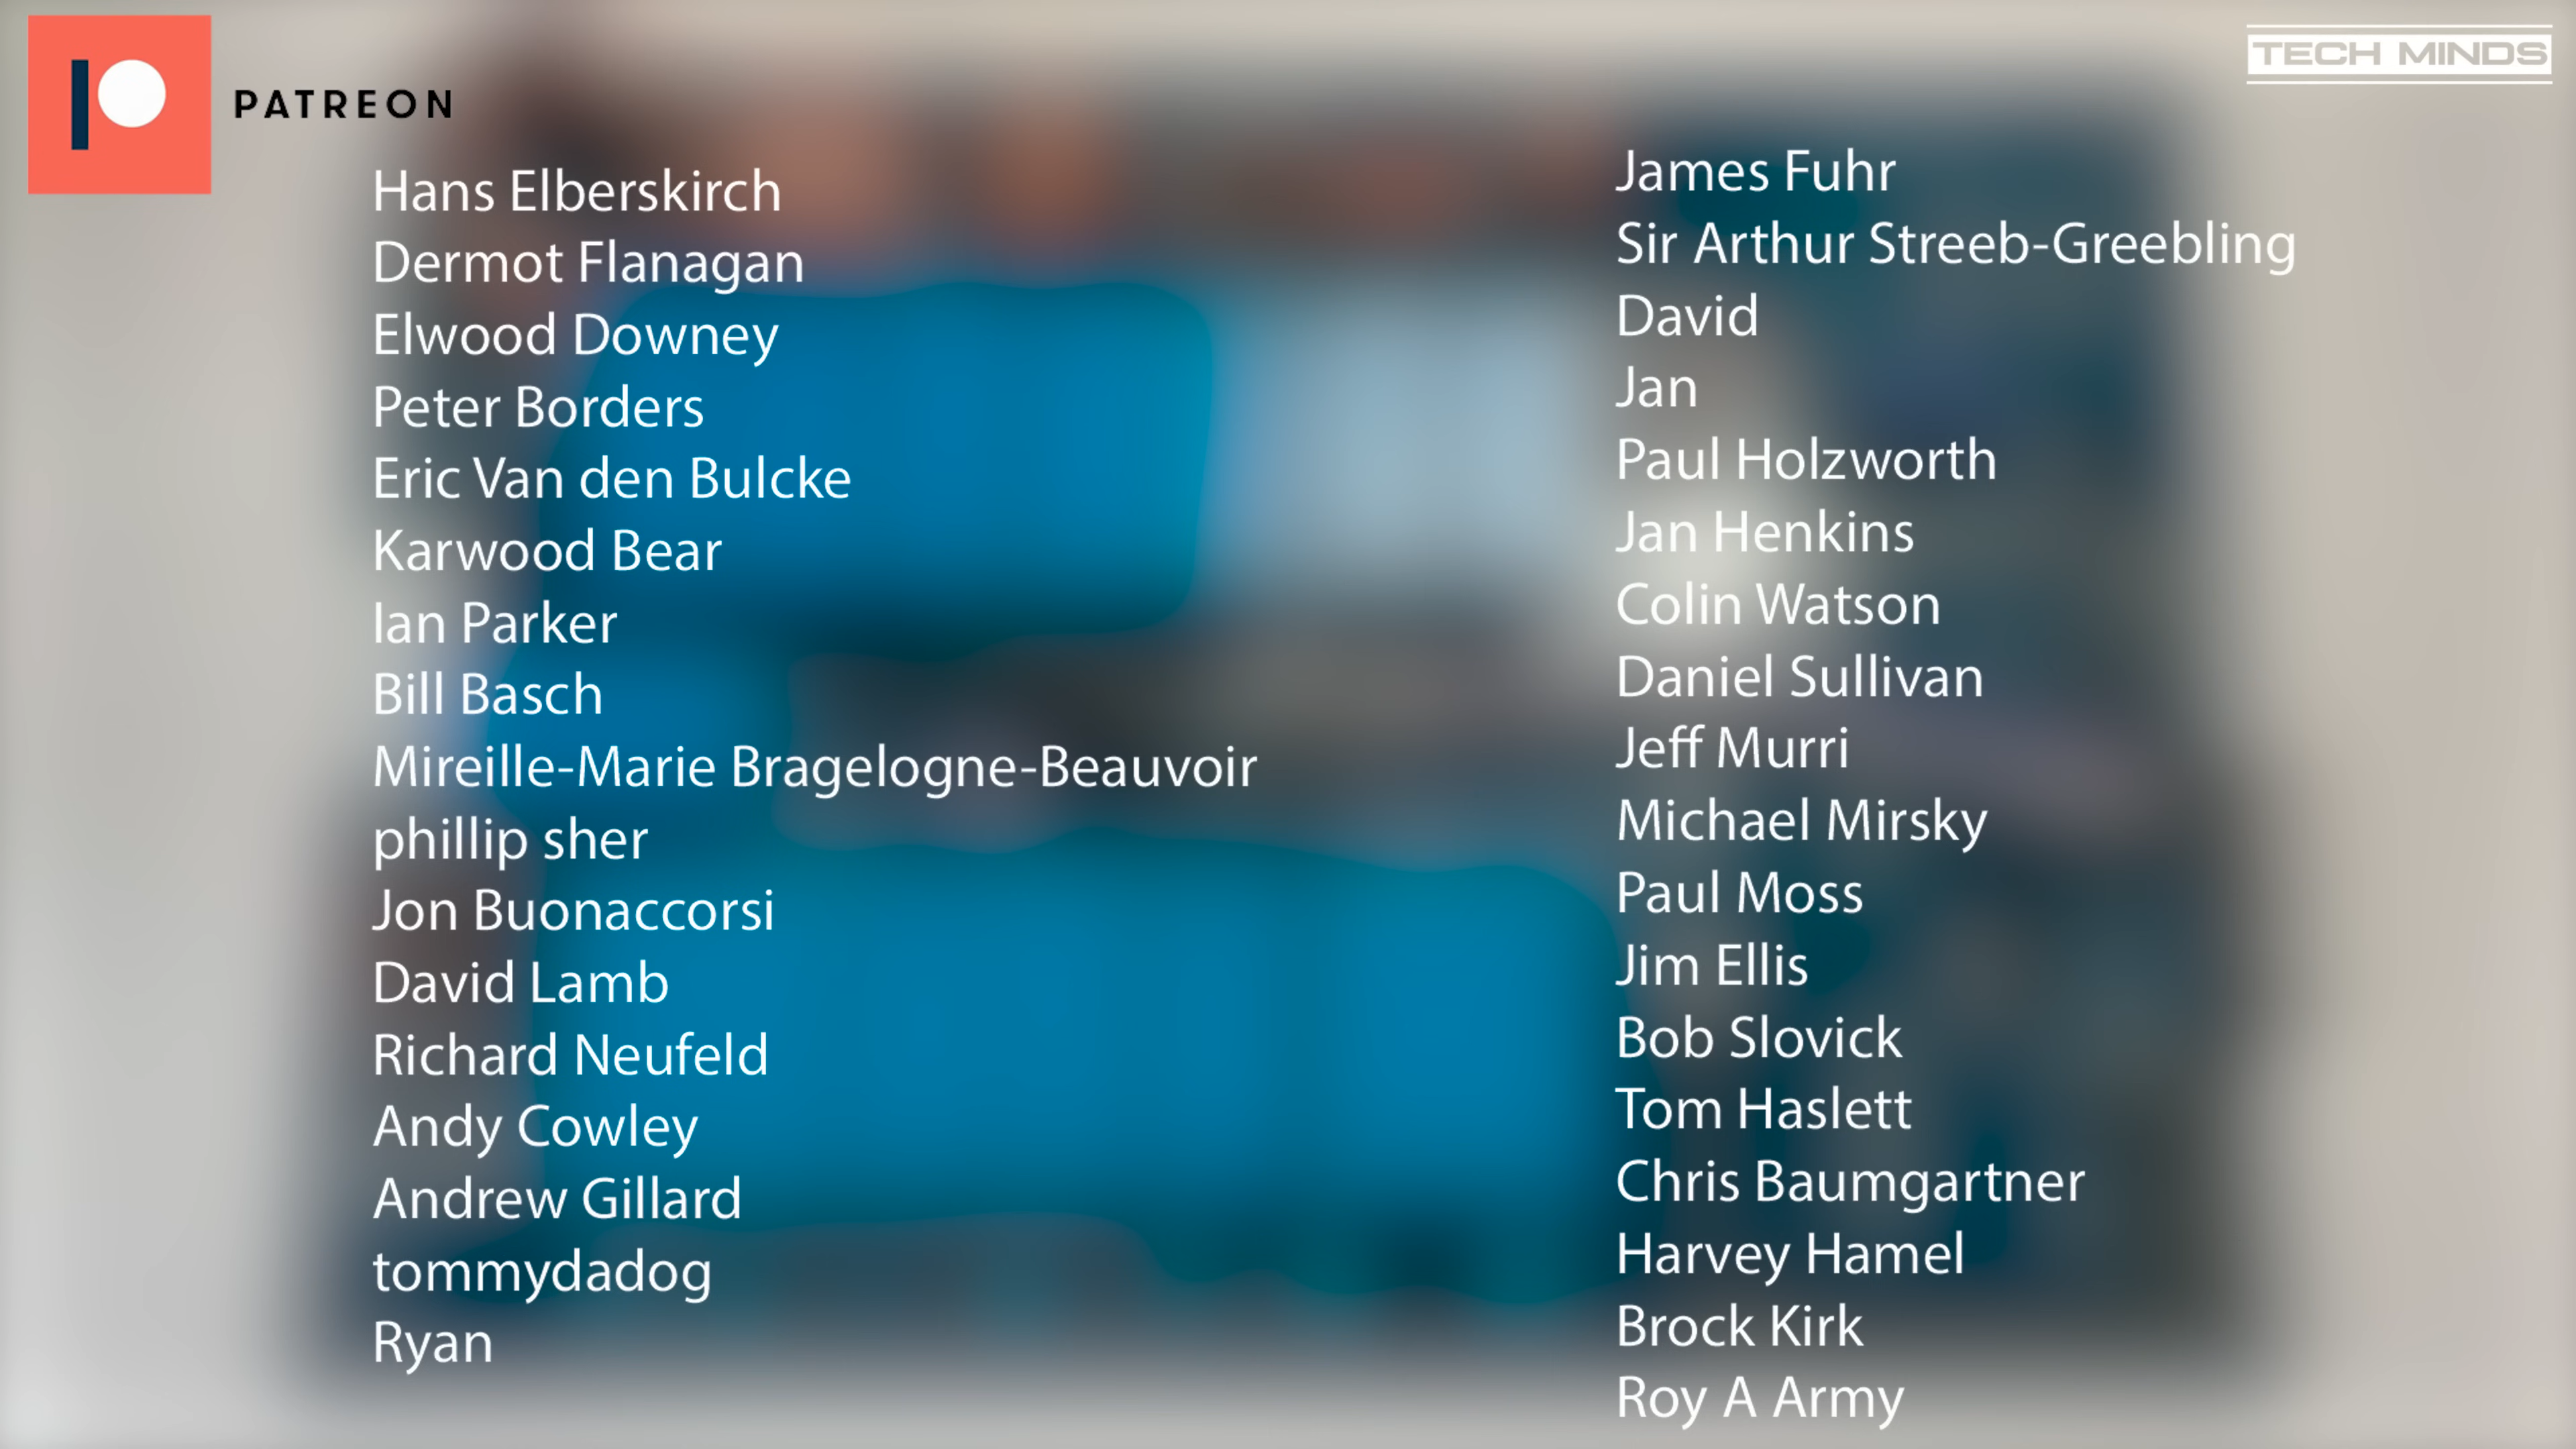 PATREON
TECH MINDS
Hans Elberskirch
Dermot Flanagan
Elwood Downey
Peter Borders
Eric Van den Bulcke
Karwood Bear
Ian Parker
Bill Basch
Mireille-Marie Bragelogne-Beauvoir
phillip sher
Jon Buonaccorsi
David Lamb
Richard Neufeld
Andy Cowley
Andrew Gillard
tommydadog
Ryan
James Fuhr
Sir Arthur Streeb-Greebling
David
Jan
Paul Holzworth
Jan Henkins
Colin Watson
Daniel Sullivan
Jeff Murri
Michael Mirsky
Paul Moss
Jim Ellis
Bob Slovick
Tom Haslett
Chris Baumgartner
Harvey Hamel
Brock Kirk
Roy A Army